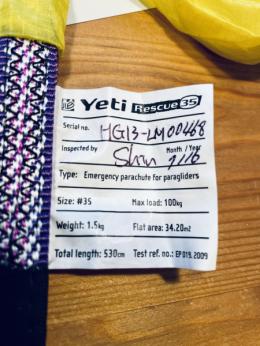 Yeti Rescue 35
Serial no. HG13-LM00468
Inspected by Month / Year
7/16
Type: Emergency parachute for paragliders
Size: #35 Max load: 100kg
Weight: 1.5kg Flat area: 34.20m2
Total length: 530cm Test ref. no.: EP 019.2009